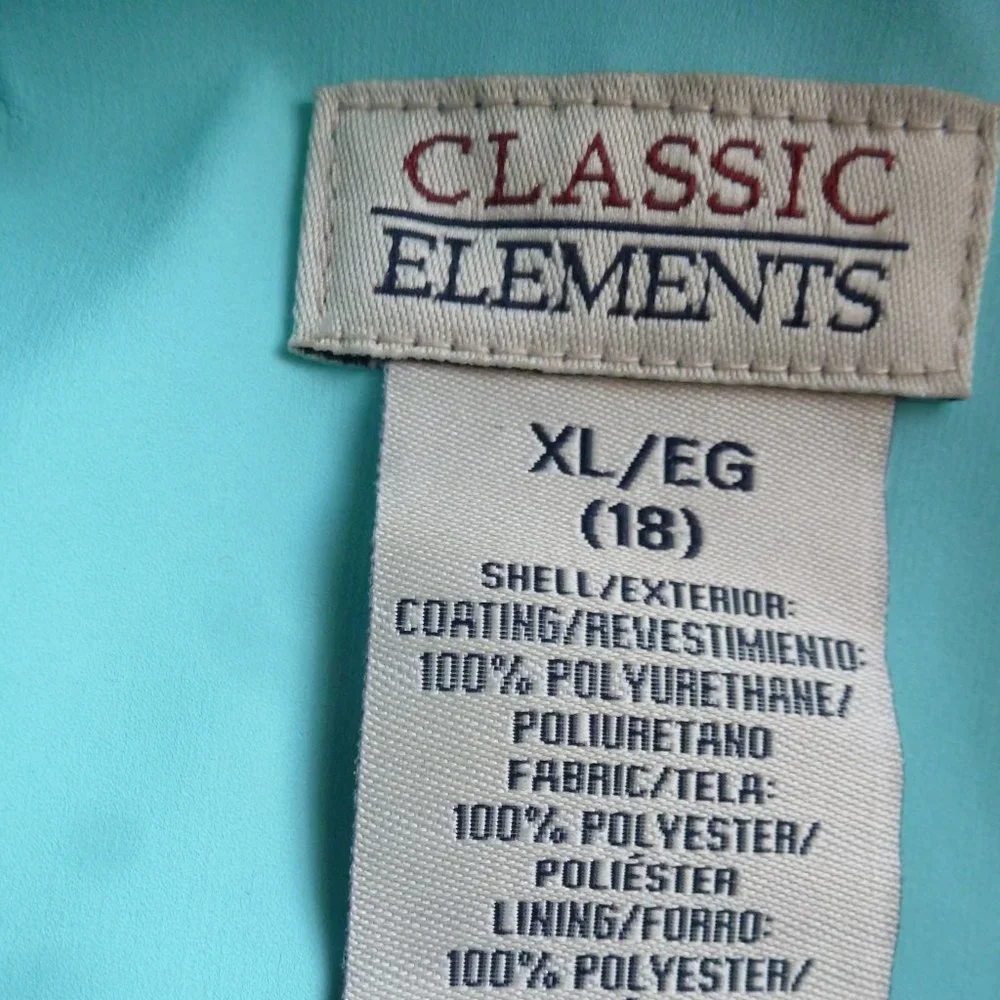 CLASSIC
ELEMENTS
XL/EG
(18)
SHELL/EXTERIOR:
COATING/REVESTIMIENTO:
100% POLYURETHANE/
POLIURETANO
FABRIC/TELA:
100% POLYESTER/
POLIÉSTER
LINING/FORRO:
100% POLYESTER/